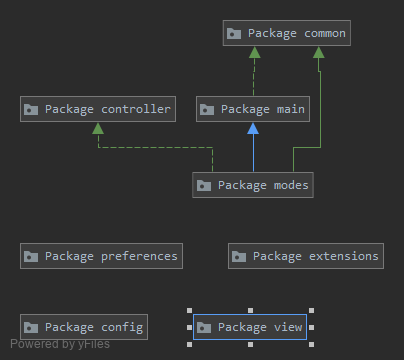 Package common
Package controller
Package main
Package modes
Package preferences
Package extensions
Package config
Package view
Powered by yFiles